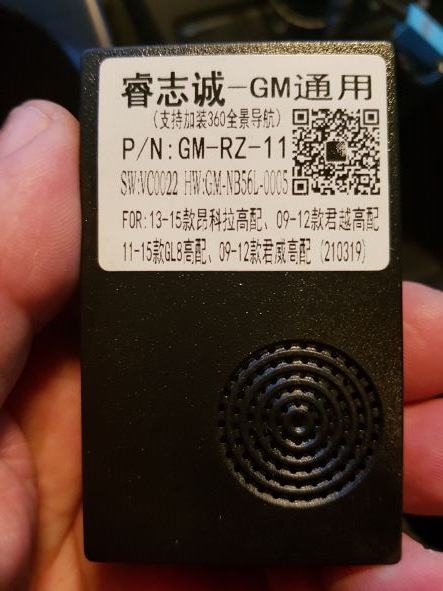 睿志诚-GM通用
(支持加装360全景导航)
P/N:GM-RZ-11
SW:VC0022 HW:GM-NB56L-0005
FOR:13-15款昂科拉高配、09-12款君越高配
11-15款GL8高配、09-12款君威高配 (210319)